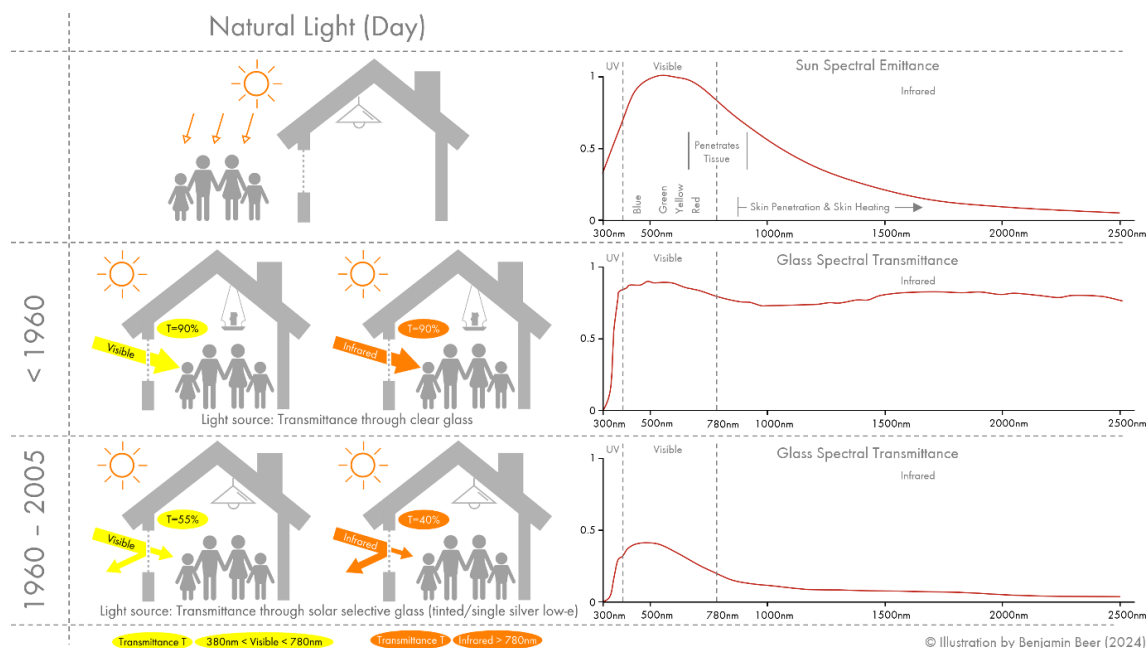 Natural Light (Day)
UV
Visible
Sun Spectral Emittance
Infrared
1
0.5
0
Penetrates
Tissue
Blue
Green
Yellow
Red
Skin Penetration & Skin Heating
300nm
500nm
780nm
1000nm
1500nm
2000nm
2500nm
< 1960
T=90%
Visible
T=90%
Infrared
Light source: Transmittance through clear glass
UV
Visible
Glass Spectral Transmittance
Infrared
1
0.5
0
300nm
500nm
780nm
1000nm
1500nm
2000nm
2500nm
1960 – 2005
T=55%
Visible
T=40%
Infrared
Light source: Transmittance through solar selective glass (tinted/single silver low-e)
UV
Visible
Glass Spectral Transmittance
Infrared
1
0.5
0
300nm
500nm
780nm
1000nm
1500nm
2000nm
2500nm
Transmittance T
380nm < Visible < 780nm
Transmittance T
Infrared > 780nm
© Illustration by Benjamin Beer (2024)